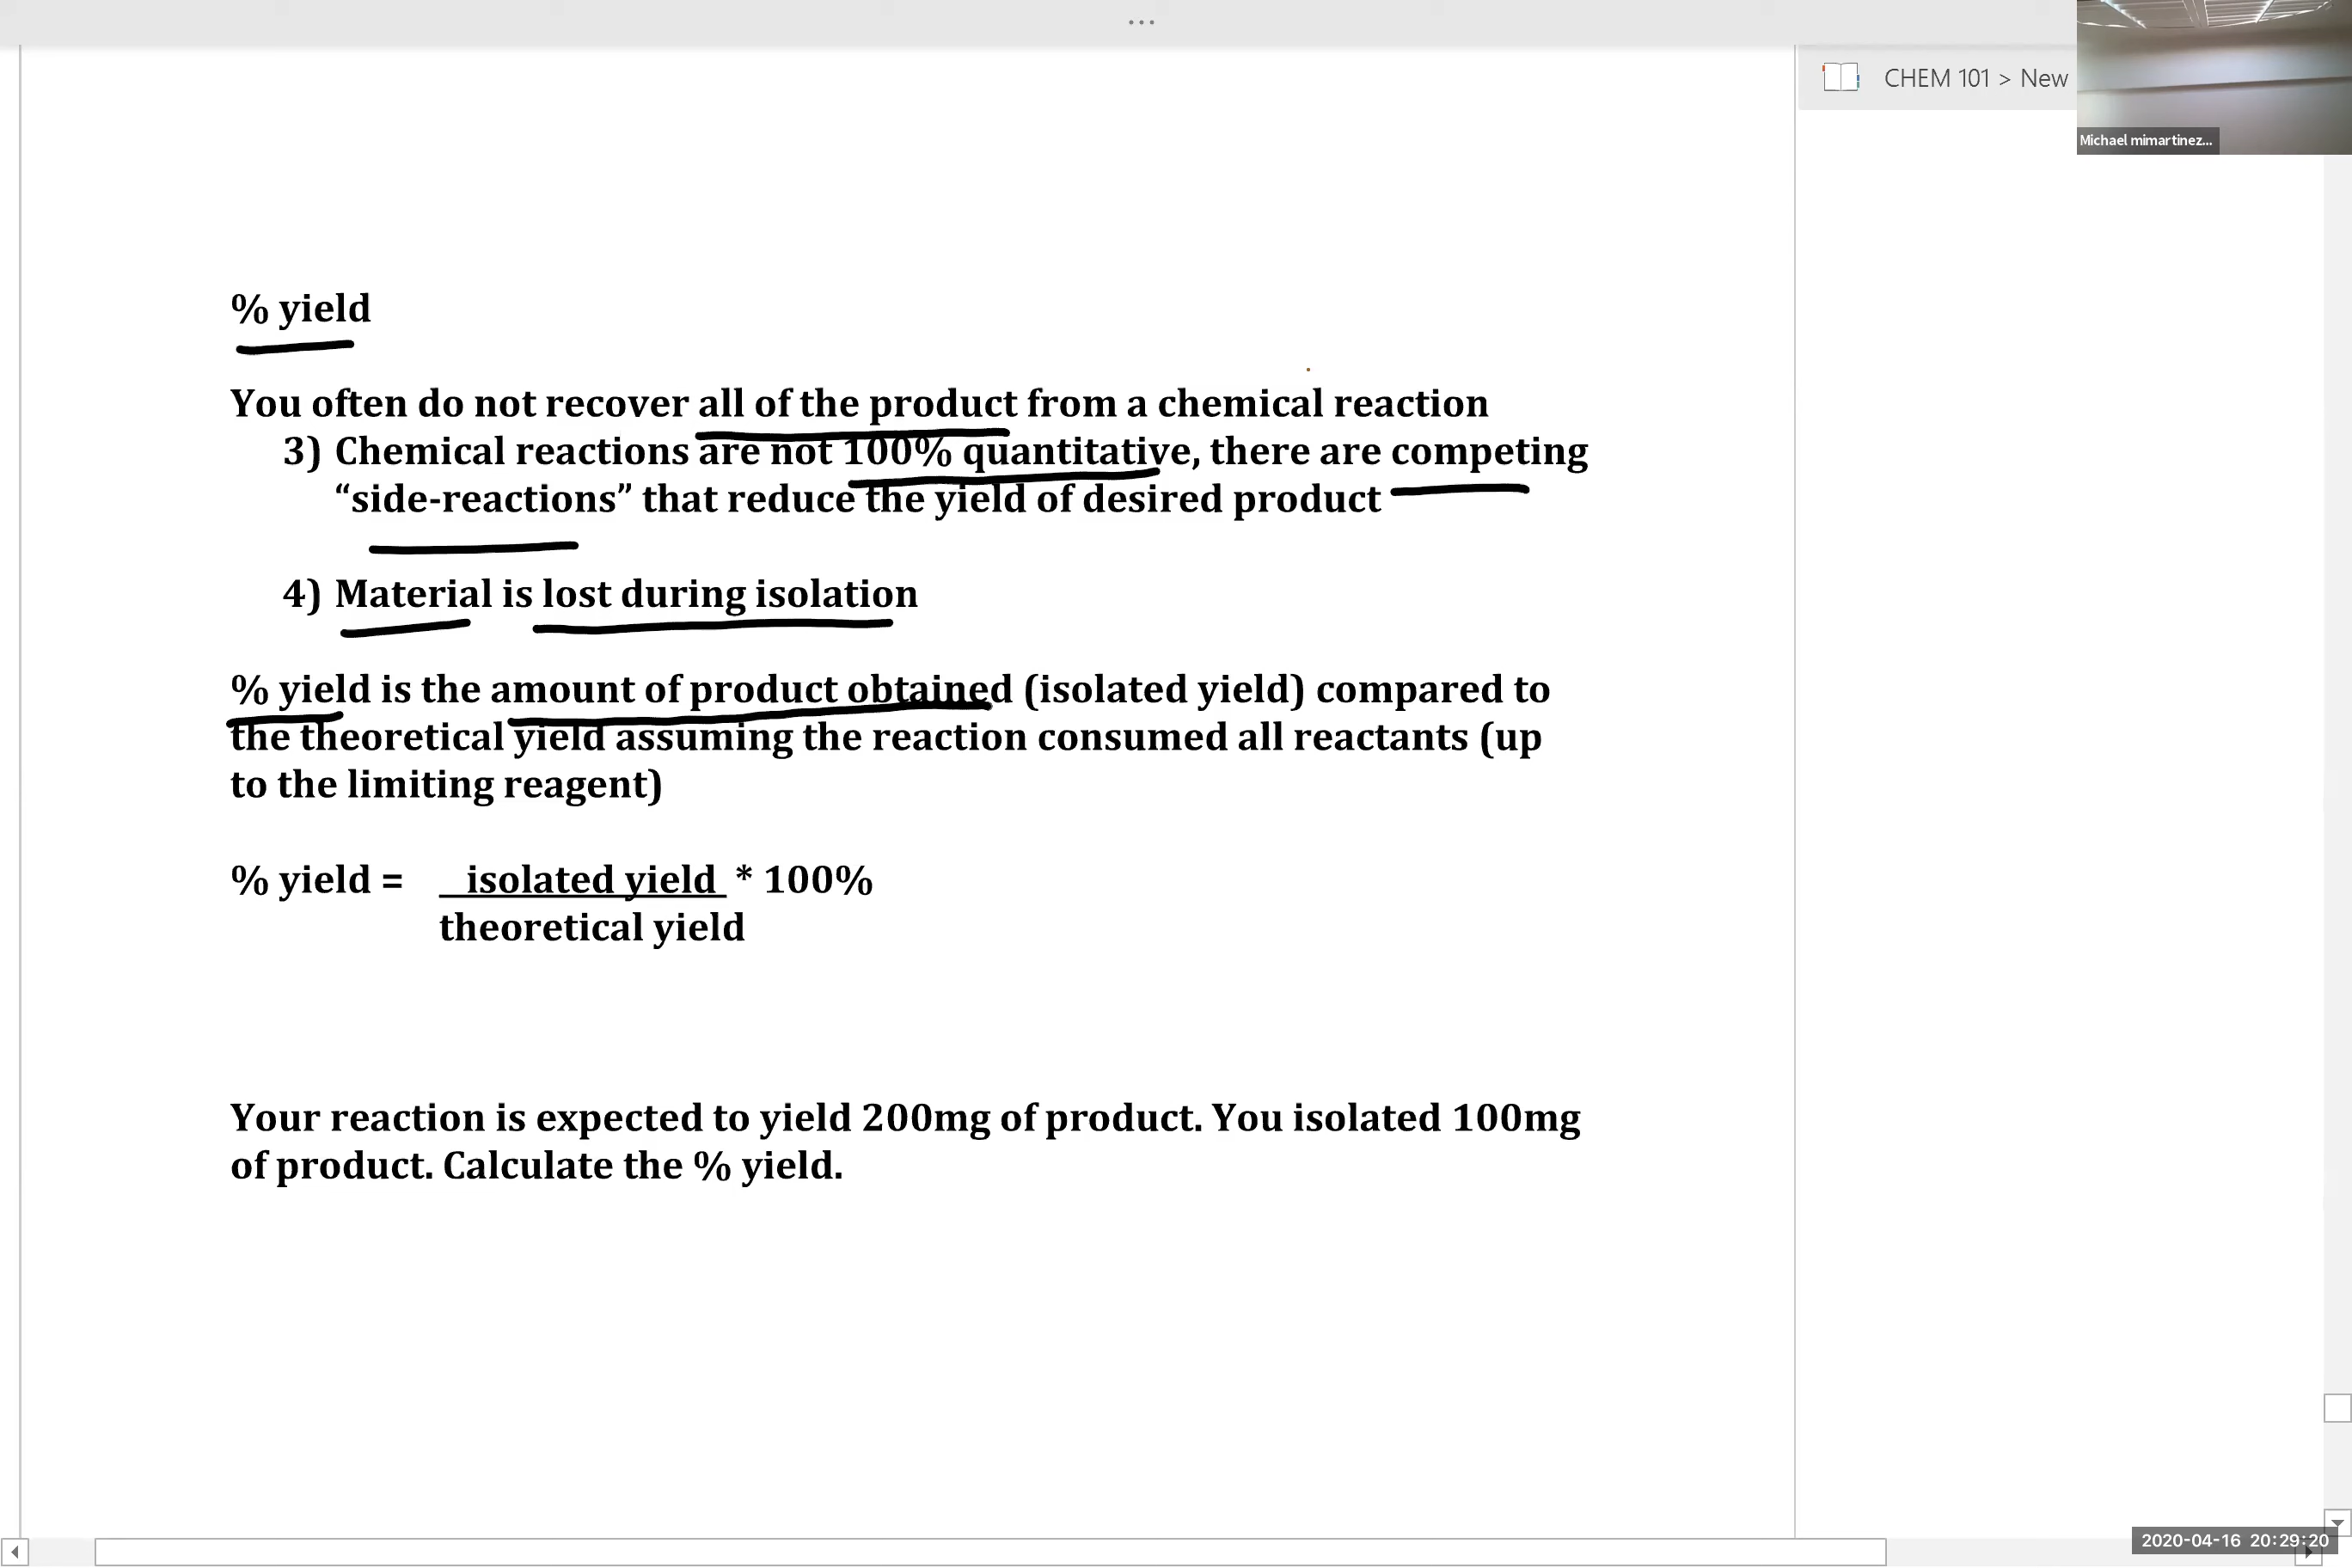 ...
CHEM 101 > New
Michael mimartinez...
% yield
You often do not recover all of the product from a chemical reaction
3) Chemical reactions are not 100% quantitative, there are competing
“side-reactions” that reduce the yield of desired product
4) Material is lost during isolation
% yield is the amount of product obtained (isolated yield) compared to
the theoretical yield assuming the reaction consumed all reactants (up
to the limiting reagent)
% yield = isolated yield * 100%
theoretical yield
Your reaction is expected to yield 200mg of product. You isolated 100mg
of product. Calculate the % yield.
2020-04-16 20:29:20